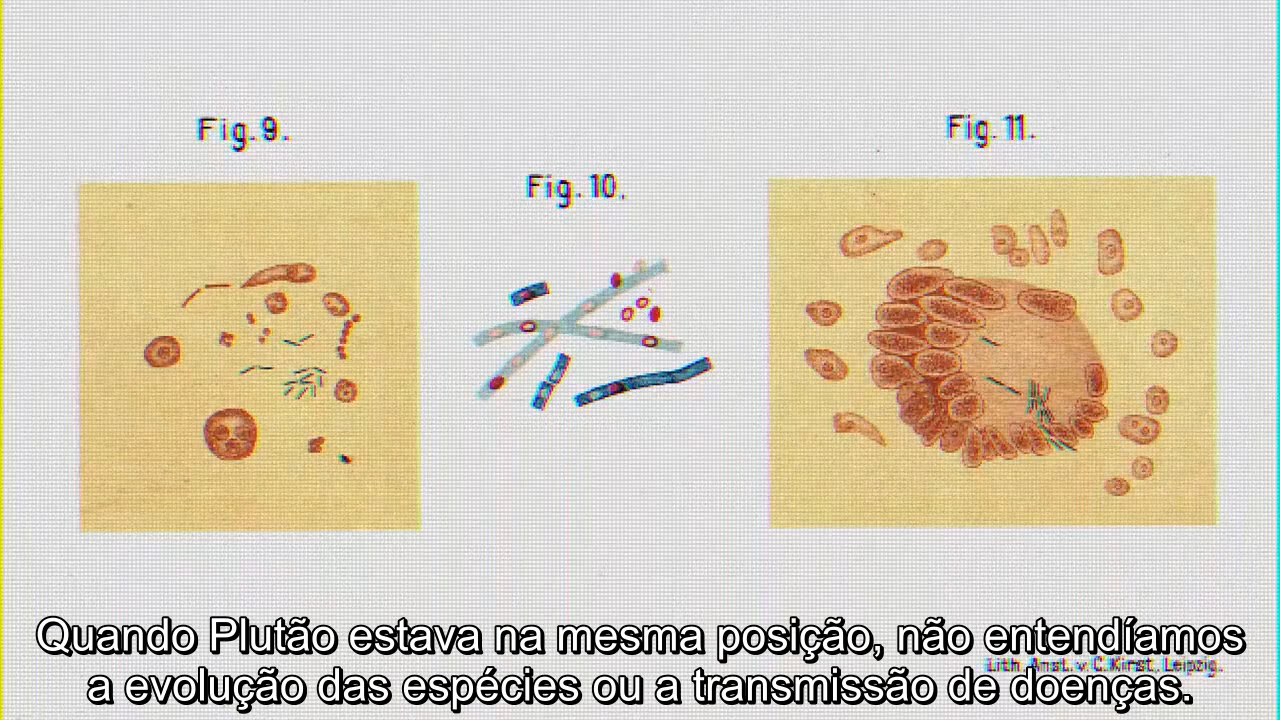 Fig. 9.
Fig. 11.
Fig. 10.
Quando Plutão estava na mesma posição, não entendíamos
Lith. Anst. v. C. Kirst, Leipzig.
a evolução das espécies ou a transmissão de doenças.